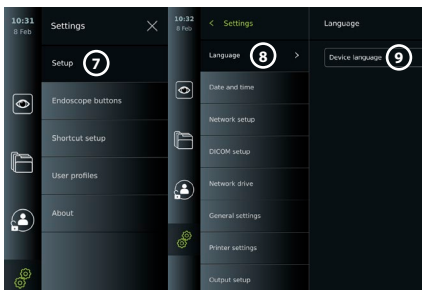 10:31
8 Feb
Settings
Setup
7
Endoscope buttons
Shortcut setup
User profiles
About
10:32
8 Feb
< Settings
Language
8
>
Date and time
Network setup
DICOM setup
Network drive
General settings
Printer settings
Output setup
Language
Device language
9